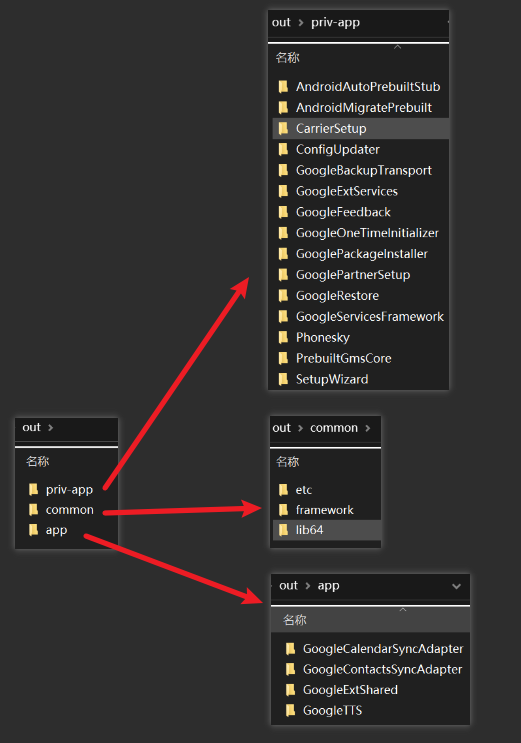 out > priv-app
名称
AndroidAutoPrebuiltStub
AndroidMigratePrebuilt
CarrierSetup
ConfigUpdater
GoogleBackupTransport
GoogleExtServices
GoogleFeedback
GoogleOneTimeInitializer
GooglePackageInstaller
GooglePartnerSetup
GoogleRestore
GoogleServicesFramework
Phonesky
PrebuiltGmsCore
SetupWizard
out >
名称
priv-app
common
app
out > common >
名称
etc
framework
lib64
out > app
名称
GoogleCalendarSyncAdapter
GoogleContactsSyncAdapter
GoogleExtShared
GoogleTTS